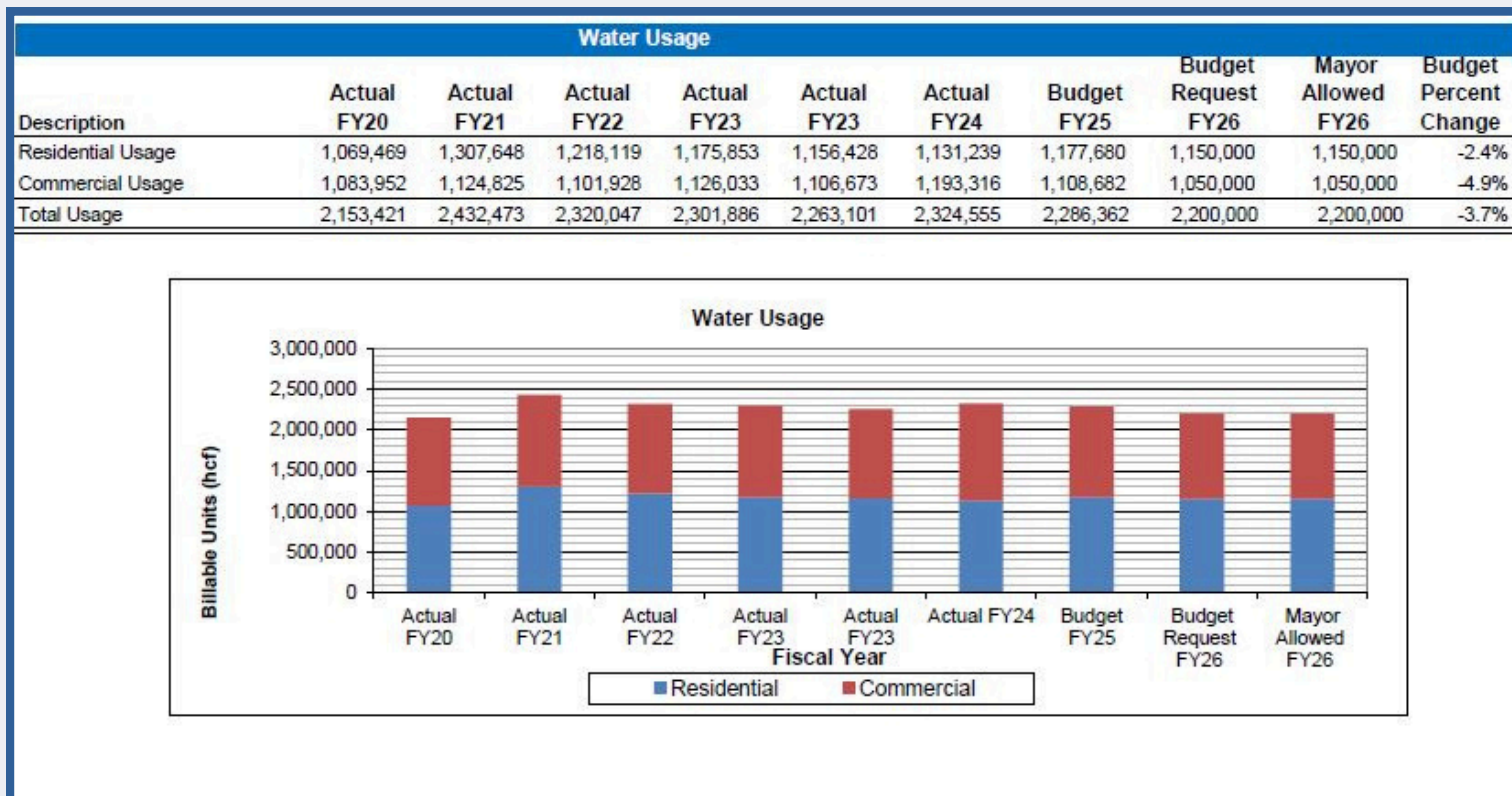 Water Usage
Description Actual FY20 Actual FY21 Actual FY22 Actual FY23 Actual FY23 Actual FY24 Budget FY25 Budget Request FY26 Mayor Allowed FY26 Budget Percent Change
Residential Usage 1,069,469 1,307,648 1,218,119 1,175,853 1,156,428 1,131,239 1,177,680 1,150,000 1,150,000 -2.4%
Commercial Usage 1,083,952 1,124,825 1,101,928 1,126,033 1,106,673 1,193,316 1,108,682 1,050,000 1,050,000 -4.9%
Total Usage 2,153,421 2,432,473 2,320,047 2,301,886 2,263,101 2,324,555 2,286,362 2,200,000 2,200,000 -3.7%
Water Usage
Billable Units (hcf)
3,000,000
2,500,000
2,000,000
1,500,000
1,000,000
500,000
0
Actual FY20 Actual FY21 Actual FY22 Actual FY23 Actual FY23 Actual FY24 Budget FY25 Budget Request FY26 Mayor Allowed FY26
Fiscal Year
Residential Commercial